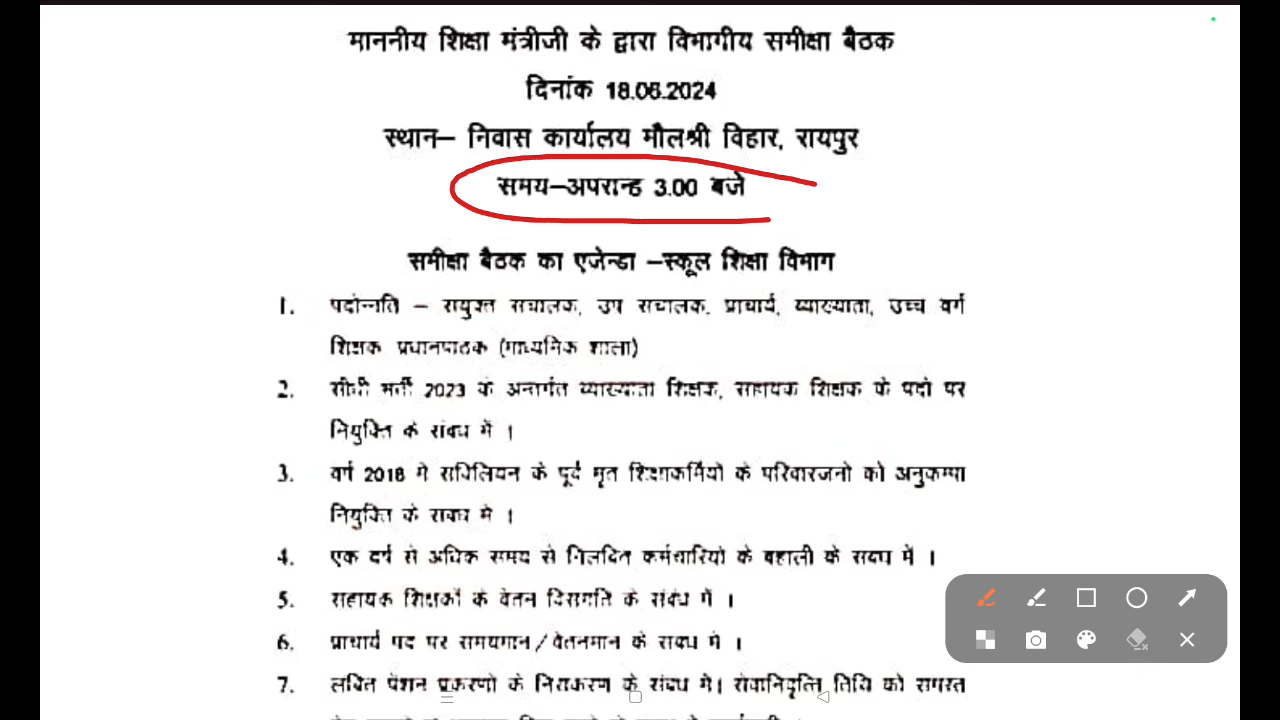 माननीय शिक्षा मंत्रीजी के द्वारा विभागीय समीक्षा बैठक
दिनांक 18.06.2024
स्थान– निवास कार्यालय मौलश्री विहार, रायपुर
समय–अपरान्ह 3.00 बजे
समीक्षा बैठक का एजेन्डा –स्कूल शिक्षा विभाग
1. पदोन्नति – संयुक्त संचालक, उप संचालक, प्राचार्य, व्याख्याता, उच्च वर्ग
शिक्षक प्रधानपाठक (माध्यमिक शाला)
2. सीधी भर्ती 2023 के अन्तर्गत व्याख्याता शिक्षक, सहायक शिक्षक के पदो पर
नियुक्ति के संबंध में ।
3. वर्ष 2018 मे संविलियन के पूर्व मृत शिक्षाकर्मियो के परिवारजनो को अनुकम्पा
नियुक्ति के संबंध मे ।
4. एक वर्ष से अधिक समय से निलंबित कर्मचारियो के बहाली के संबंध में ।
5. सहायक शिक्षकों के वेतन विसंगति के संबंध में ।
6. प्राचार्य पद पर समयमान/वेतनमान के संबंध मे ।
7. लंबित पेंशन प्रकरणो के निराकरण के संबंध मे। सेवानिवृत्ति तिथि को समस्त